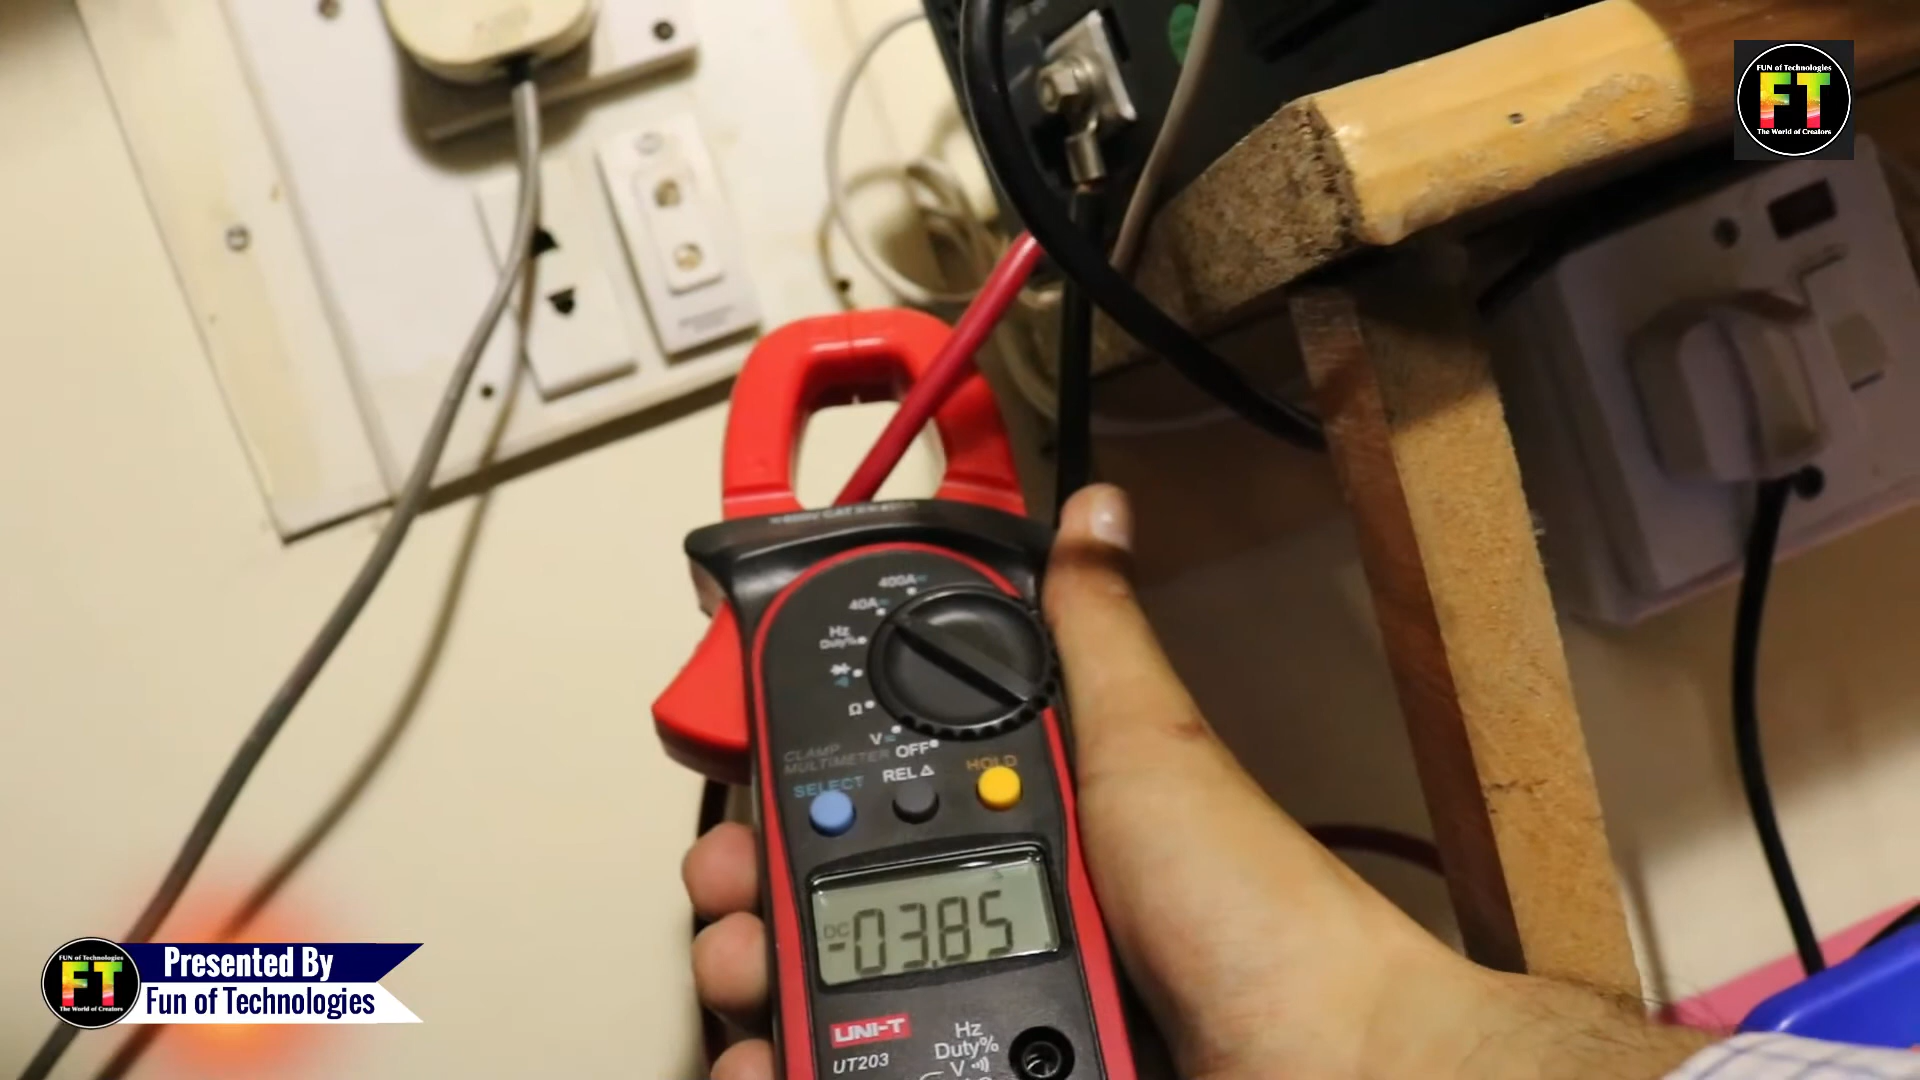 FUN of Technologies
FT
The World of Creators
400A
40A
Hz
Duty%
Ω
V
OFF
CLAMP
MULTIMETER
SELECT
REL Δ
HOLD
DC
-03.85
UNI-T
UT203
Hz
Duty%
V
FUN of Technologies
FT
The World of Creators
Presented By
Fun of Technologies